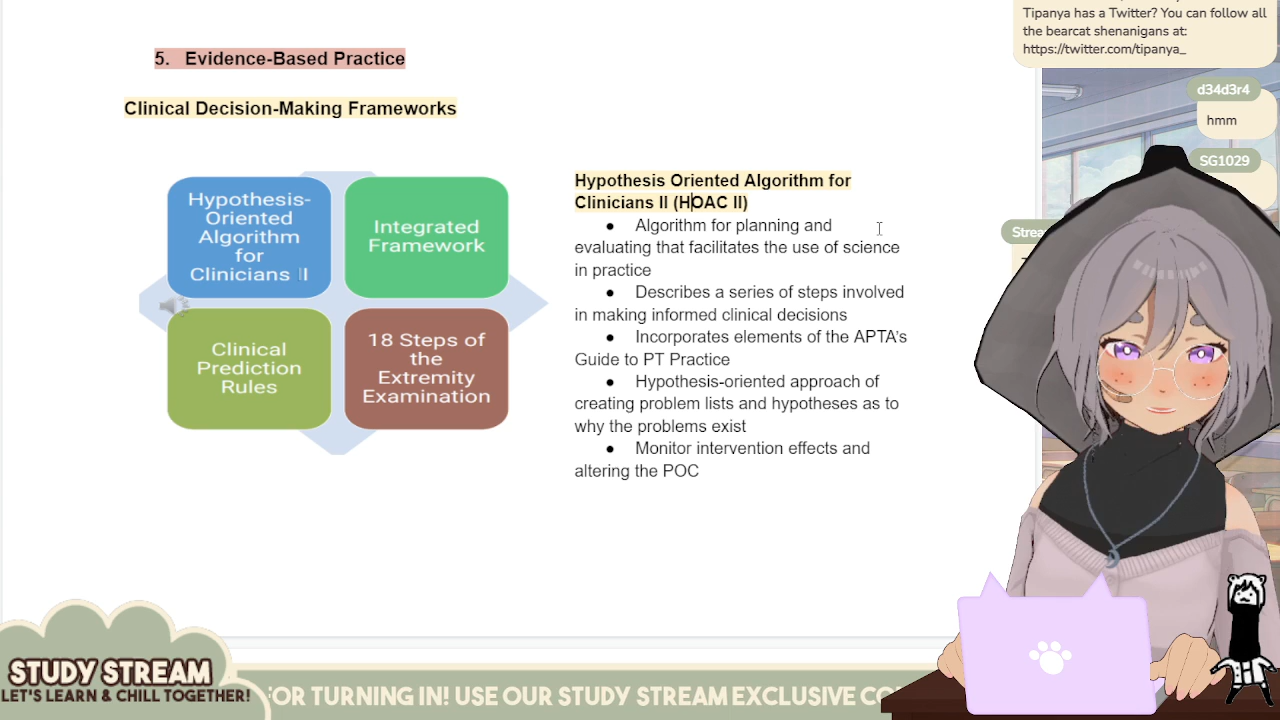 5. Evidence-Based Practice
Clinical Decision-Making Frameworks
Hypothesis-
Oriented
Algorithm
for
Clinicians II
Integrated
Framework
Clinical
Prediction
Rules
18 Steps of
the
Extremity
Examination
Hypothesis Oriented Algorithm for
Clinicians II (HOAC II)
● Algorithm for planning and
evaluating that facilitates the use of science
in practice
● Describes a series of steps involved
in making informed clinical decisions
● Incorporates elements of the APTA's
Guide to PT Practice
● Hypothesis-oriented approach of
creating problem lists and hypotheses as to
why the problems exist
● Monitor intervention effects and
altering the POC
Tipanya has a Twitter? You can follow all
the bearcat shenanigans at:
https://twitter.com/tipanya_
d34d3r4
hmm
SG1029
STUDY STREAM
LET'S LEARN & CHILL TOGETHER!
FOR TURNING IN! USE OUR STUDY STREAM EXCLUSIVE